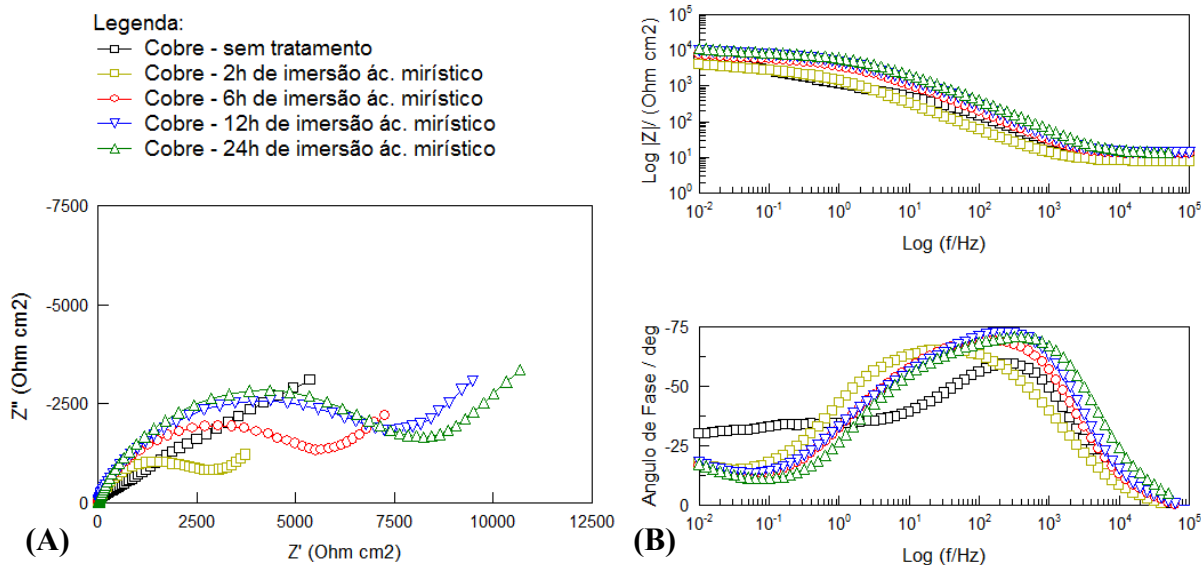 Legenda:
Cobre - sem tratamento
Cobre - 2h de imersão ác. mirístico
Cobre - 6h de imersão ác. mirístico
Cobre - 12h de imersão ác. mirístico
Cobre - 24h de imersão ác. mirístico
-7500
-5000
-2500
0
Z'' (Ohm cm2)
0 2500 5000 7500 10000 12500
Z' (Ohm cm2)
(A)
10^5
10^4
10^3
10^2
10^1
10^0
Log |Z| / (Ohm cm2)
10^-2 10^-1 10^0 10^1 10^2 10^3 10^4 10^5
Log (f/Hz)
-75
-50
-25
0
Angulo de Fase / deg
10^-2 10^-1 10^0 10^1 10^2 10^3 10^4 10^5
Log (f/Hz)
(B)